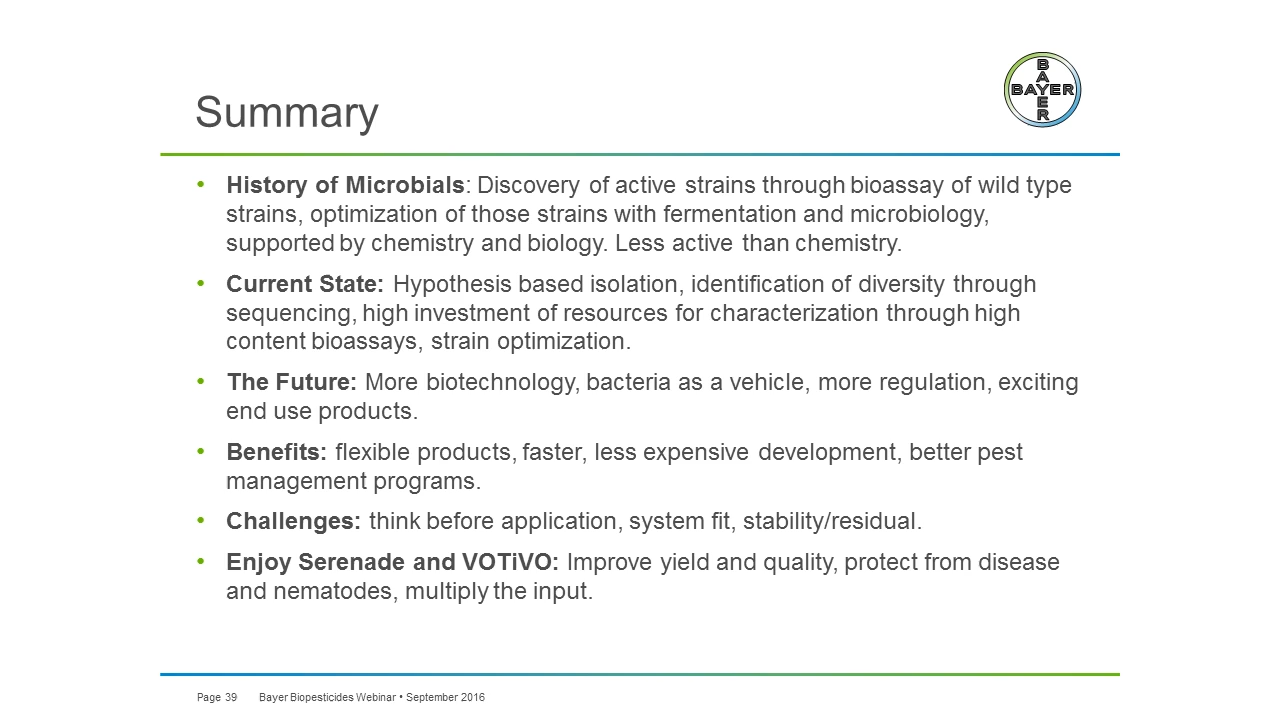 Summary
BAYER
BAYER
• History of Microbials: Discovery of active strains through bioassay of wild type
strains, optimization of those strains with fermentation and microbiology,
supported by chemistry and biology. Less active than chemistry.
• Current State: Hypothesis based isolation, identification of diversity through
sequencing, high investment of resources for characterization through high
content bioassays, strain optimization.
• The Future: More biotechnology, bacteria as a vehicle, more regulation, exciting
end use products.
• Benefits: flexible products, faster, less expensive development, better pest
management programs.
• Challenges: think before application, system fit, stability/residual.
• Enjoy Serenade and VOTiVO: Improve yield and quality, protect from disease
and nematodes, multiply the input.
Page 39 Bayer Biopesticides Webinar • September 2016